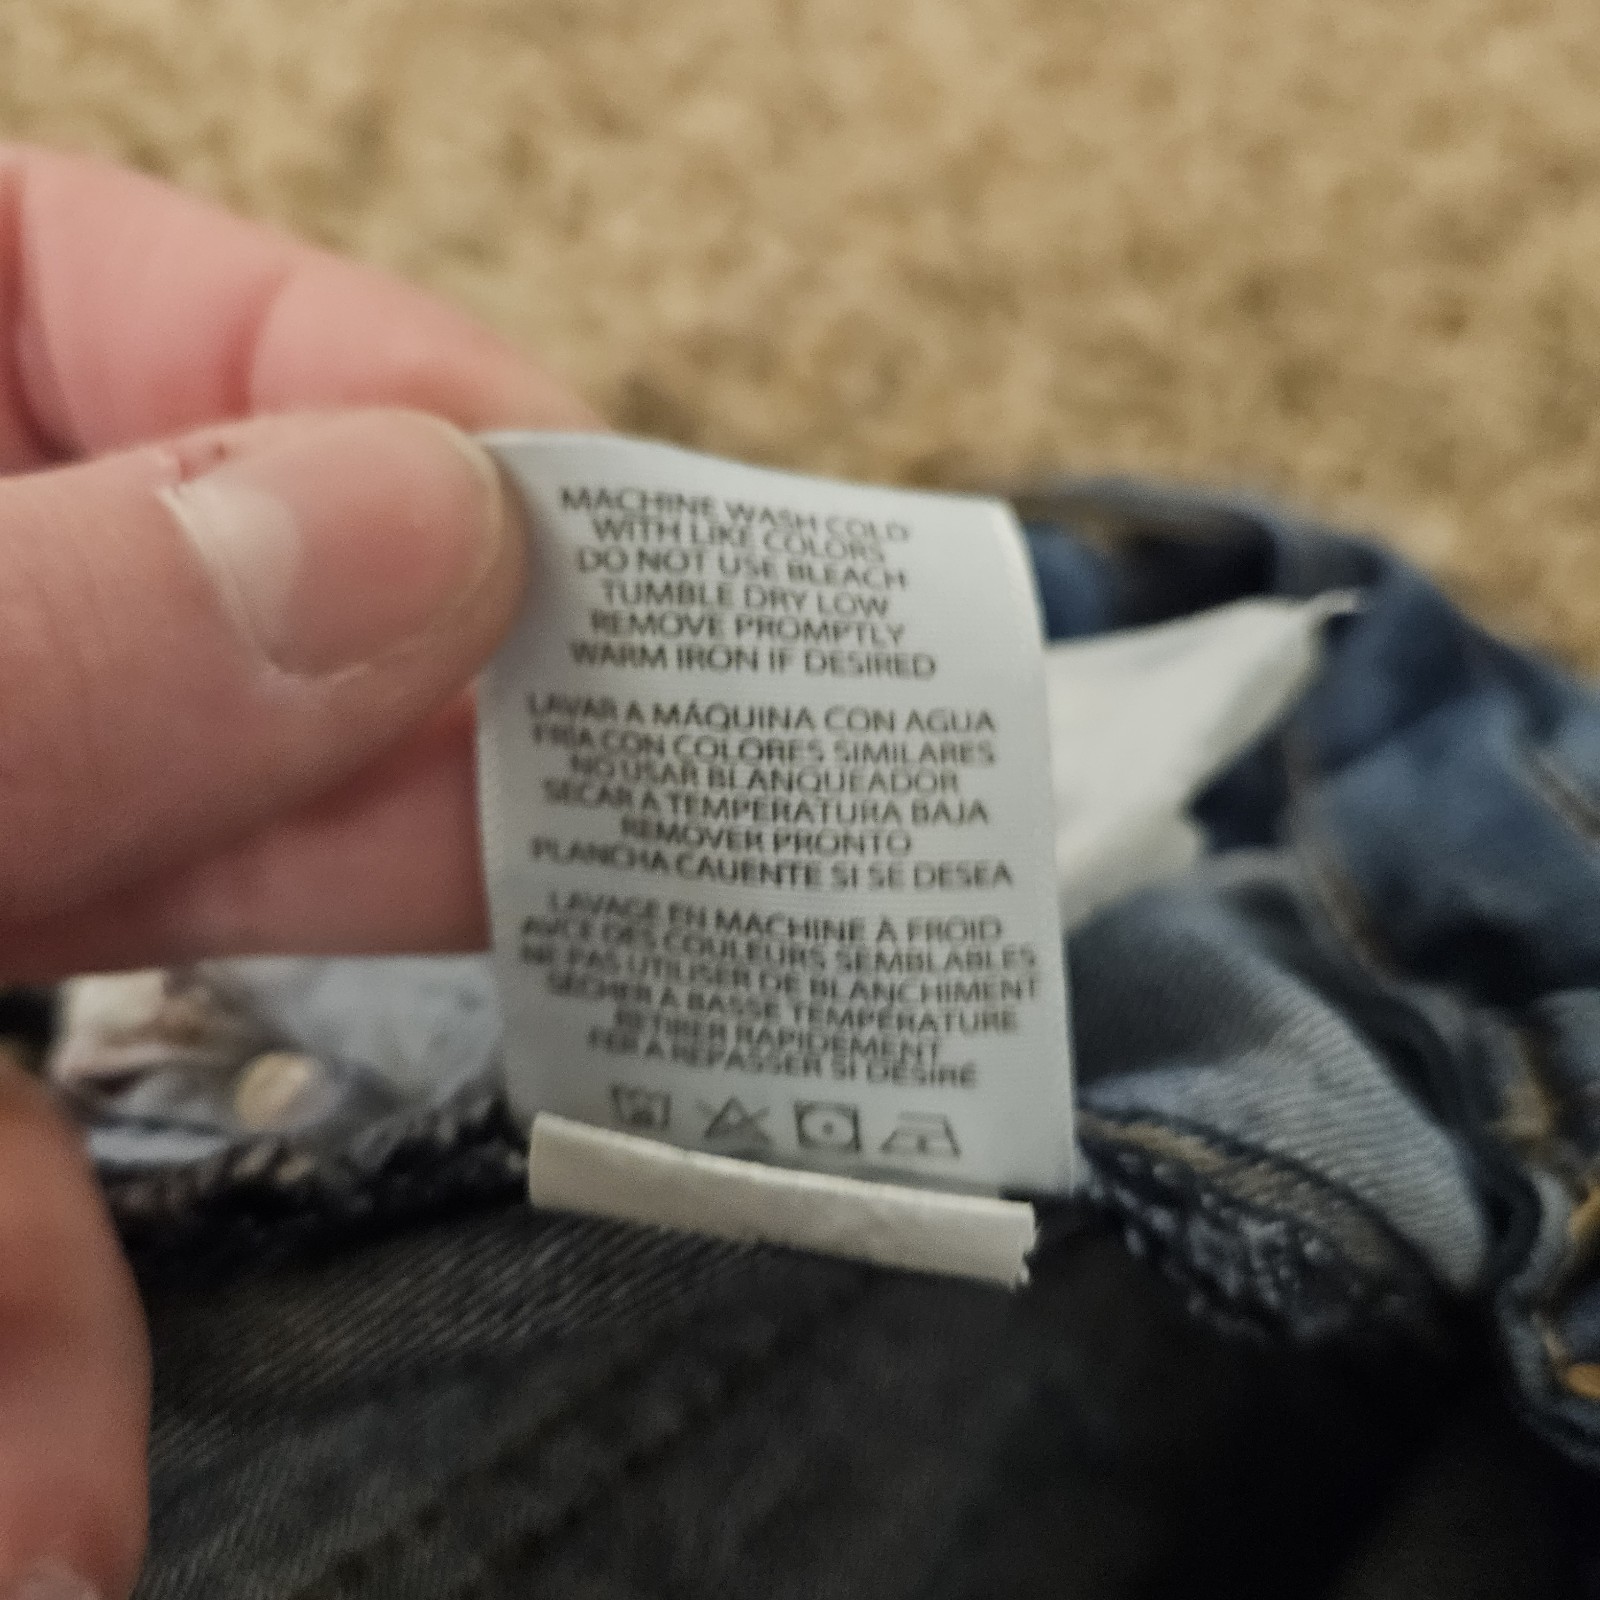 MACHINE WASH COLD
WITH LIKE COLORS
DO NOT USE BLEACH
TUMBLE DRY LOW
REMOVE PROMPTLY
WARM IRON IF DESIRED
LAVAR A MÁQUINA CON AGUA
FRÍA CON COLORES SIMILARES
NO USAR BLANQUEADOR
SECAR A TEMPERATURA BAJA
REMOVER PRONTO
PLANCHA CALIENTE SI SE DESEA
LAVAGE EN MACHINE À FROID
AVEC DES COULEURS SEMBLABLES
NE PAS UTILISER DE BLANCHIMENT
SÉCHER À BASSE TEMPÉRATURE
RETIRER RAPIDEMENT
FER À REPASSER SI DÉSIRÉ